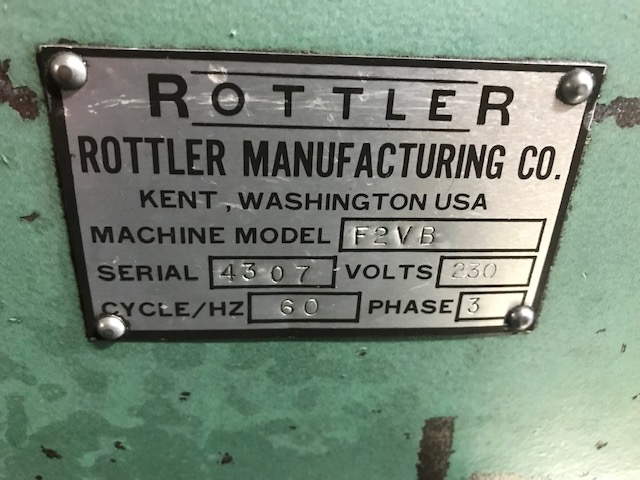 ROTTLER
ROTTLER MANUFACTURING CO.
KENT, WASHINGTON USA
MACHINE MODEL F2VB
SERIAL 4307 VOLTS 230
CYCLE/HZ 60 PHASE 3